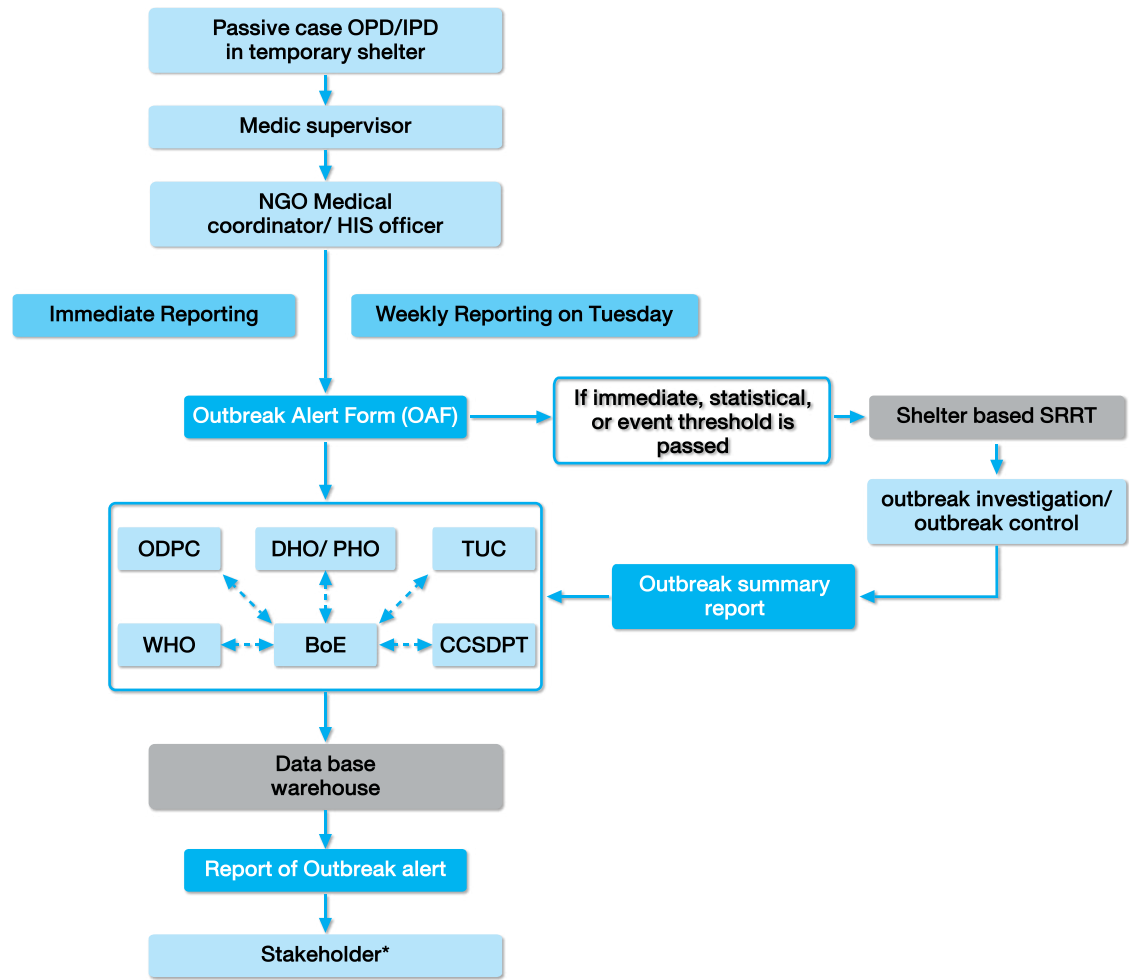 Passive case OPD/IPD
in temporary shelter
Medic supervisor
NGO Medical
coordinator/ HIS officer
Immediate Reporting
Weekly Reporting on Tuesday
Outbreak Alert Form (OAF)
If immediate, statistical,
or event threshold is
passed
Shelter based SRRT
outbreak investigation/
outbreak control
Outbreak summary
report
ODPC
DHO/ PHO
TUC
WHO
BoE
CCSDPT
Data base
warehouse
Report of Outbreak alert
Stakeholder*